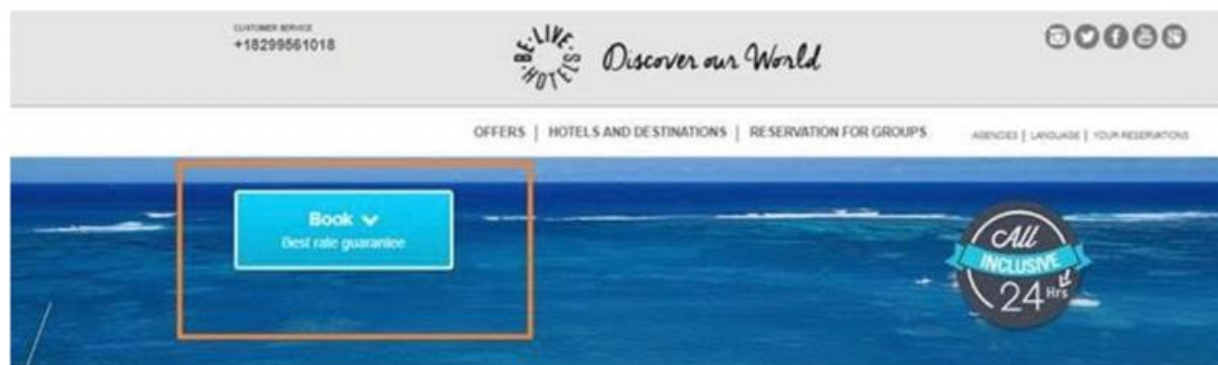 CUSTOMER SERVICE
+18299561018
BE·LIVE·HOTELS
Discover our World
OFFERS | HOTELS AND DESTINATIONS | RESERVATION FOR GROUPS
AGENCIES | LANGUAGE | YOUR RESERVATIONS
Book
Best rate guarantee
All
INCLUSIVE
24 Hrs